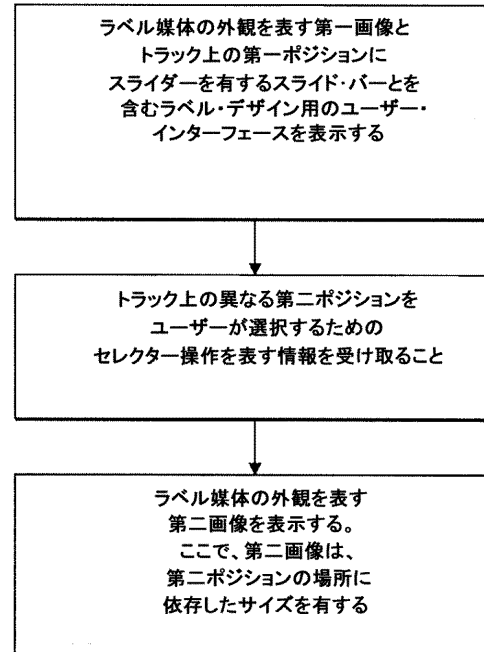 ラベル媒体の外観を表す第一画像と
トラック上の第一ポジションに
スライダーを有するスライド・バーとを
含むラベル・デザイン用のユーザー・
インターフェースを表示する
トラック上の異なる第二ポジションを
ユーザーが選択するための
セレクター操作を表す情報を受け取ること
ラベル媒体の外観を表す
第二画像を表示する。
ここで、第二画像は、
第二ポジションの場所に
依存したサイズを有する